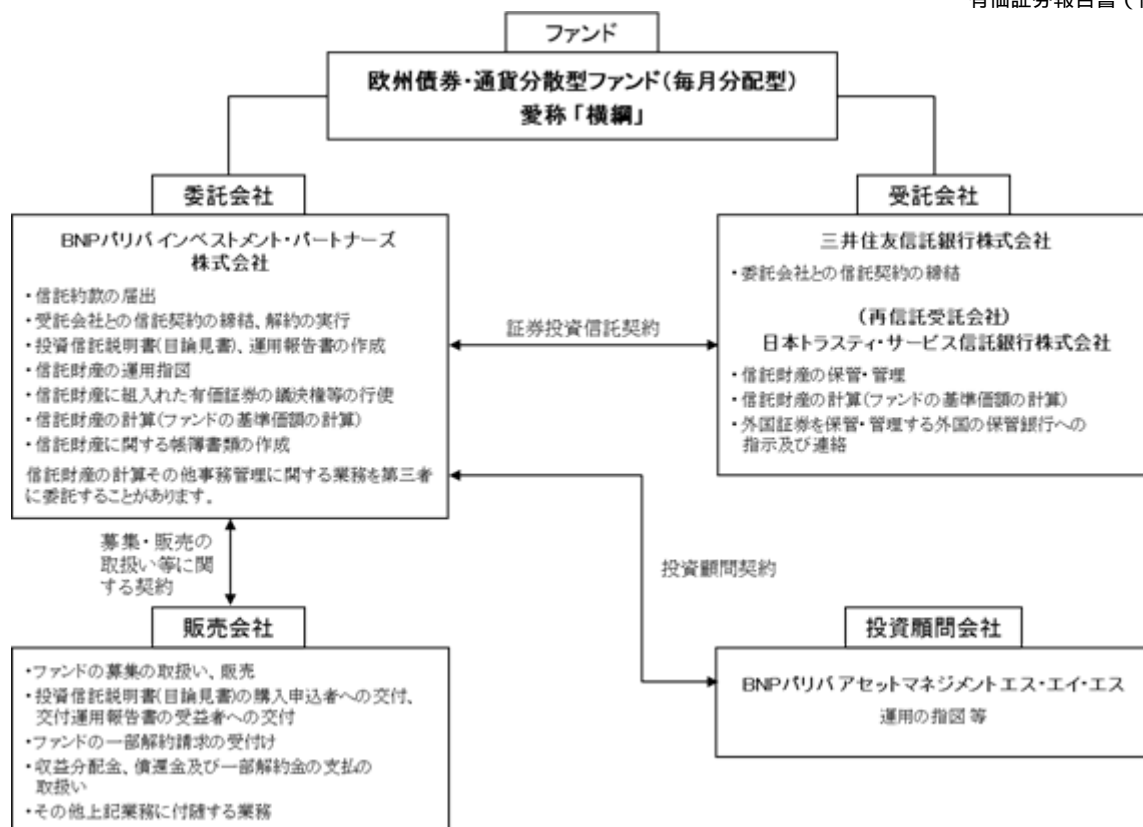 有価証券報告書(
ファンド
欧州債券・通貨分散型ファンド(毎月分配型)
愛称「横綱」
委託会社
BNPパリバ インベストメント・パートナーズ
株式会社
・信託約款の届出
・受託会社との信託契約の締結、解約の実行
・投資信託説明書(目論見書)、運用報告書の作成
・信託財産の運用指図
・信託財産に組入れた有価証券の議決権等の行使
・信託財産の計算(ファンドの基準価額の計算)
・信託財産に関する帳簿書類の作成
信託財産の計算その他事務管理に関する業務を第三者
に委託することがあります。
証券投資信託契約
受託会社
三井住友信託銀行株式会社
・委託会社との信託契約の締結
(再信託受託会社)
日本トラスティ・サービス信託銀行株式会社
・信託財産の保管・管理
・信託財産の計算(ファンドの基準価額の計算)
・外国証券を保管・管理する外国の保管銀行への
指示及び連絡
募集・販売の
取扱い等に関
する契約
投資顧問契約
販売会社
・ファンドの募集の取扱い、販売
・投資信託説明書(目論見書)の購入申込者への交付、
交付運用報告書の受益者への交付
・ファンドの一部解約請求の受付け
・収益分配金、償還金及び一部解約金の支払の
取扱い
・その他上記業務に付随する業務
投資顧問会社
BNPパリバ アセットマネジメント エス・エイ・エス
運用の指図 等